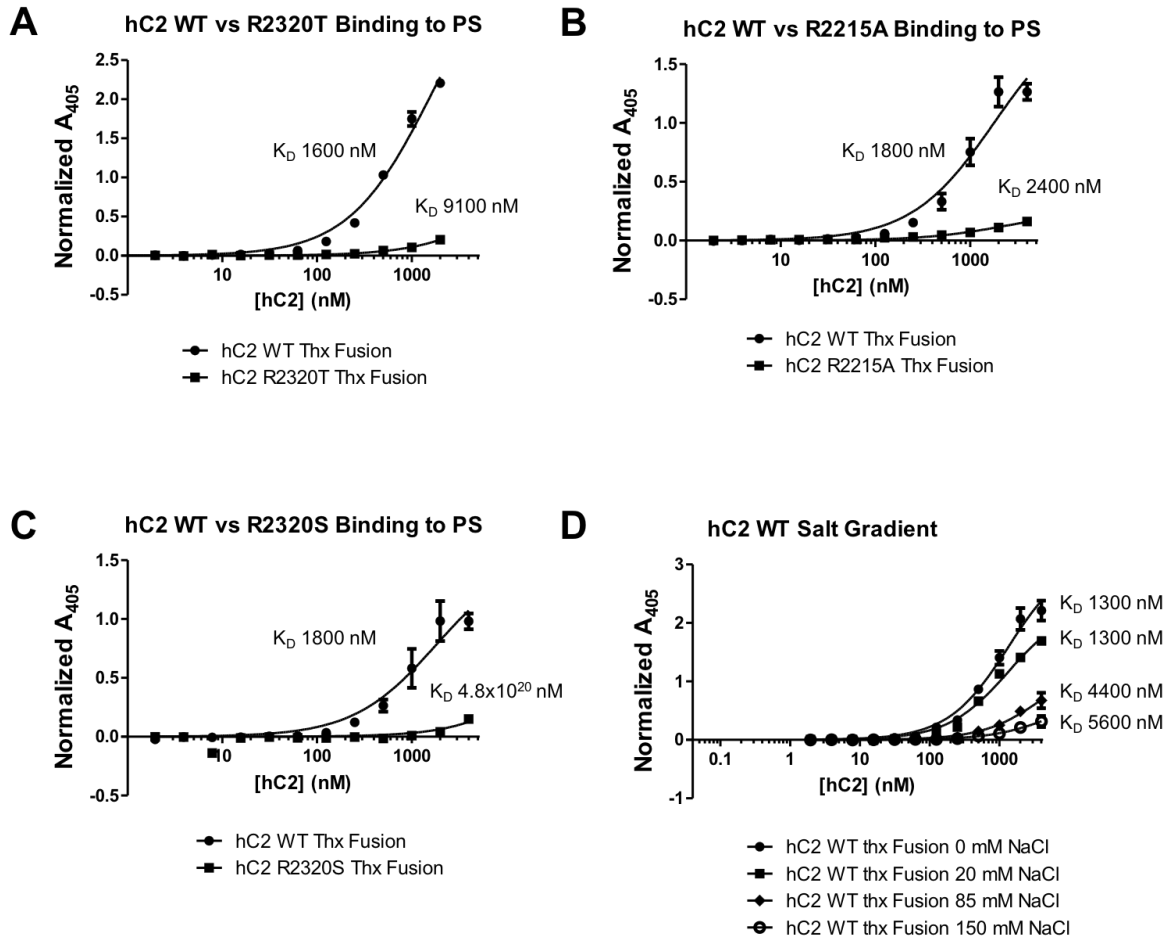 A
hC2 WT vs R2320T Binding to PS
2.5
2.0
1.5
1.0
0.5
0.0
-0.5
Normalized A405
KD 1600 nM
KD 9100 nM
10
100
1000
[hC2] (nM)
hC2 WT Thx Fusion
hC2 R2320T Thx Fusion
B
hC2 WT vs R2215A Binding to PS
1.5
1.0
0.5
0.0
-0.5
Normalized A405
KD 1800 nM
KD 2400 nM
10
100
1000
[hC2] (nM)
hC2 WT Thx Fusion
hC2 R2215A Thx Fusion
C
hC2 WT vs R2320S Binding to PS
1.5
1.0
0.5
0.0
-0.5
Normalized A405
KD 1800 nM
KD 4.8x10^20 nM
10
100
1000
[hC2] (nM)
hC2 WT Thx Fusion
hC2 R2320S Thx Fusion
D
hC2 WT Salt Gradient
3
2
1
0
-1
Normalized A405
KD 1300 nM
KD 1300 nM
KD 4400 nM
KD 5600 nM
0.1
1
10
100
1000
[hC2] (nM)
hC2 WT thx Fusion 0 mM NaCl
hC2 WT thx Fusion 20 mM NaCl
hC2 WT thx Fusion 85 mM NaCl
hC2 WT thx Fusion 150 mM NaCl